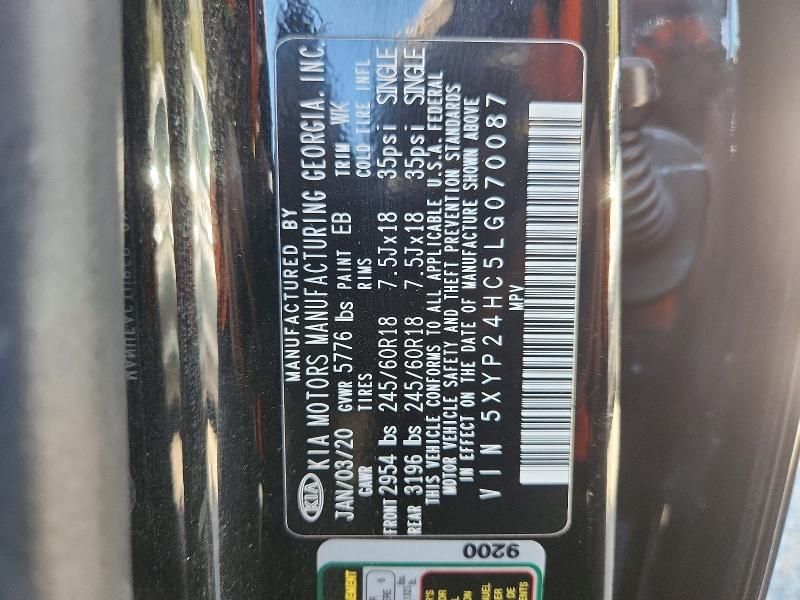 MANUFACTURED BY
KIA KIA MOTORS MANUFACTURING GEORGIA, INC.
JAN/03/20 GVWR 5776 lbs PAINT EB TRIM WK
GAWR TIRES RIMS COLD TIRE INFL
FRONT 2954 lbs 245/60R18 7.5Jx18 35psi SINGLE
REAR 3196 lbs 245/60R18 7.5Jx18 35psi SINGLE
THIS VEHICLE CONFORMS TO ALL APPLICABLE U.S.A. FEDERAL
MOTOR VEHICLE SAFETY AND THEFT PREVENTION STANDARDS
IN EFFECT ON THE DATE OF MANUFACTURE SHOWN ABOVE
VIN 5XYP24HC5LG070087
MPV
9200